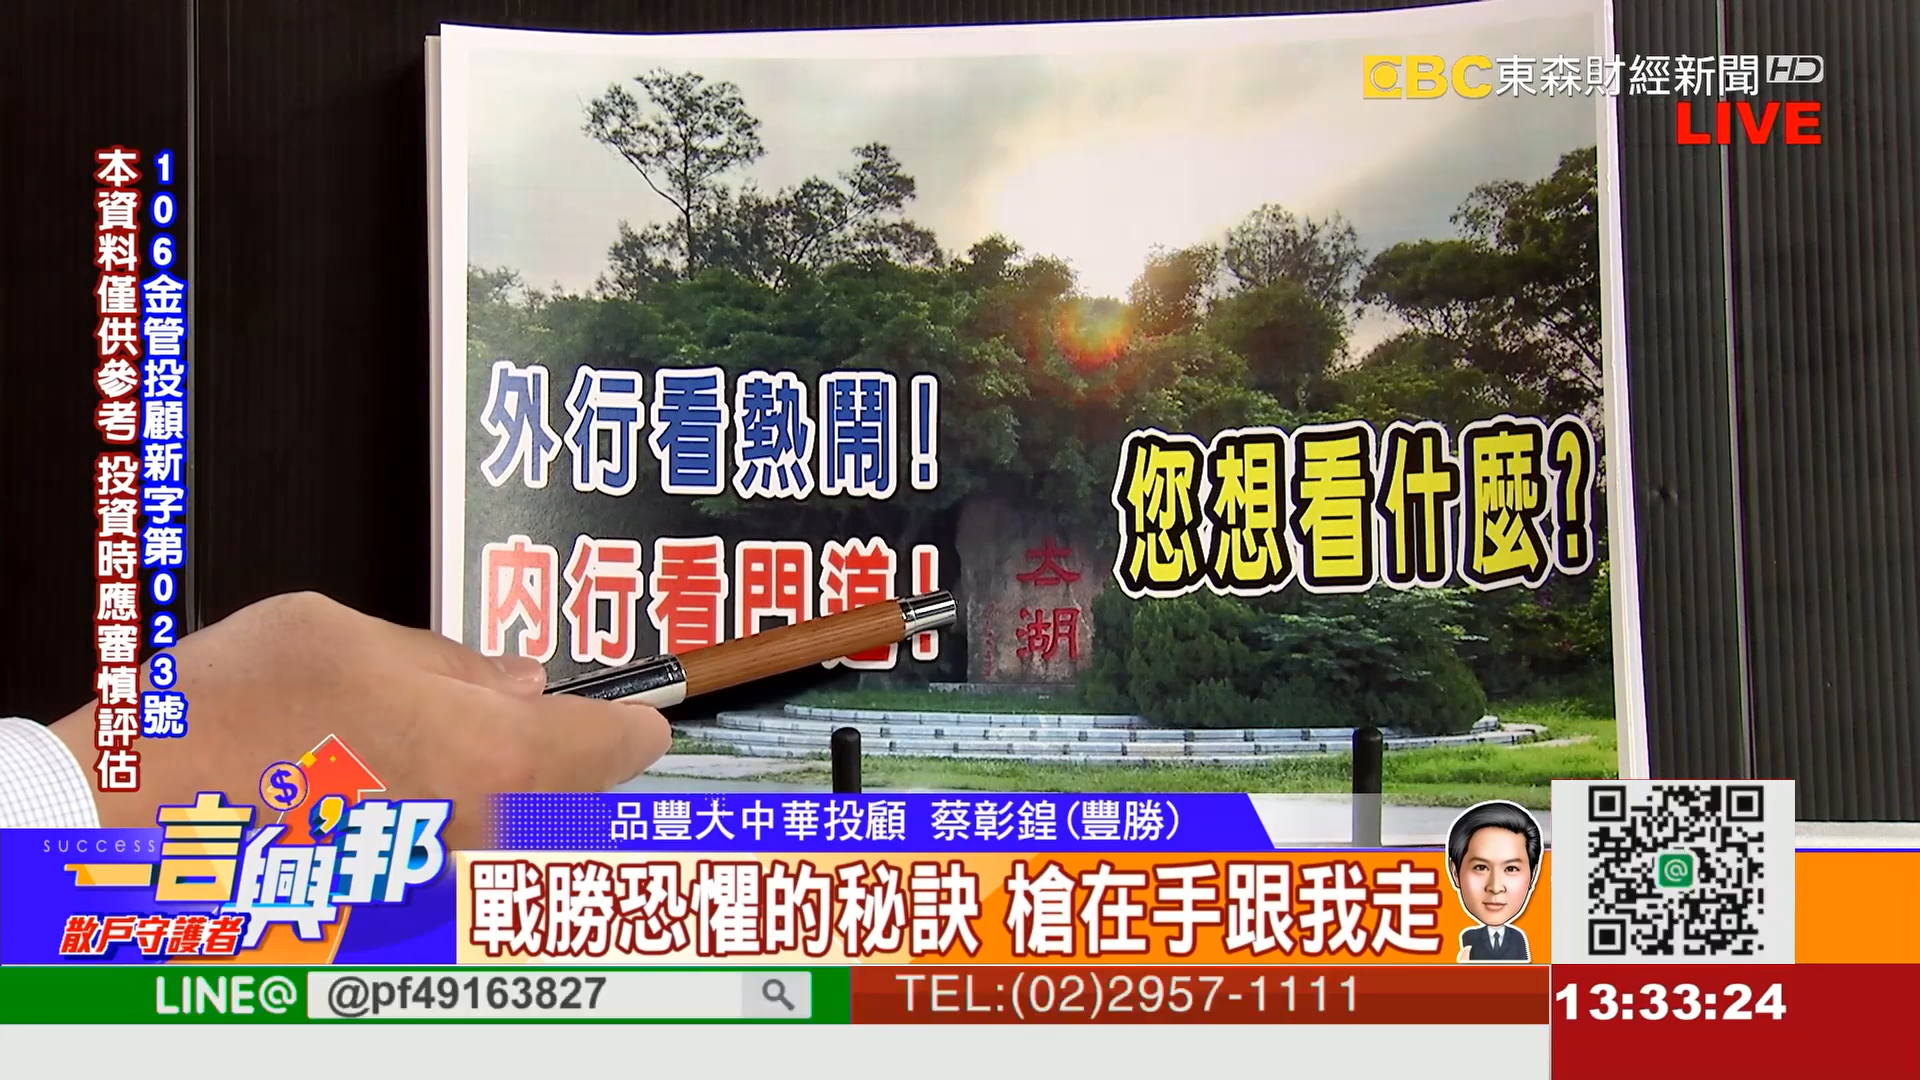 EBC東森財經新聞HD
LIVE
106金管投顧新字第023號
本資料僅供參考 投資時應審慎評估
外行看熱鬧!
內行看門道!
您想看什麼?
太湖
success
一言興邦
散戶守護者
品豐大中華投顧 蔡彰鍠(豐勝)
戰勝恐懼的秘訣 槍在手跟我走
LINE@ @pf49163827
TEL:(02)2957-1111
13:33:24